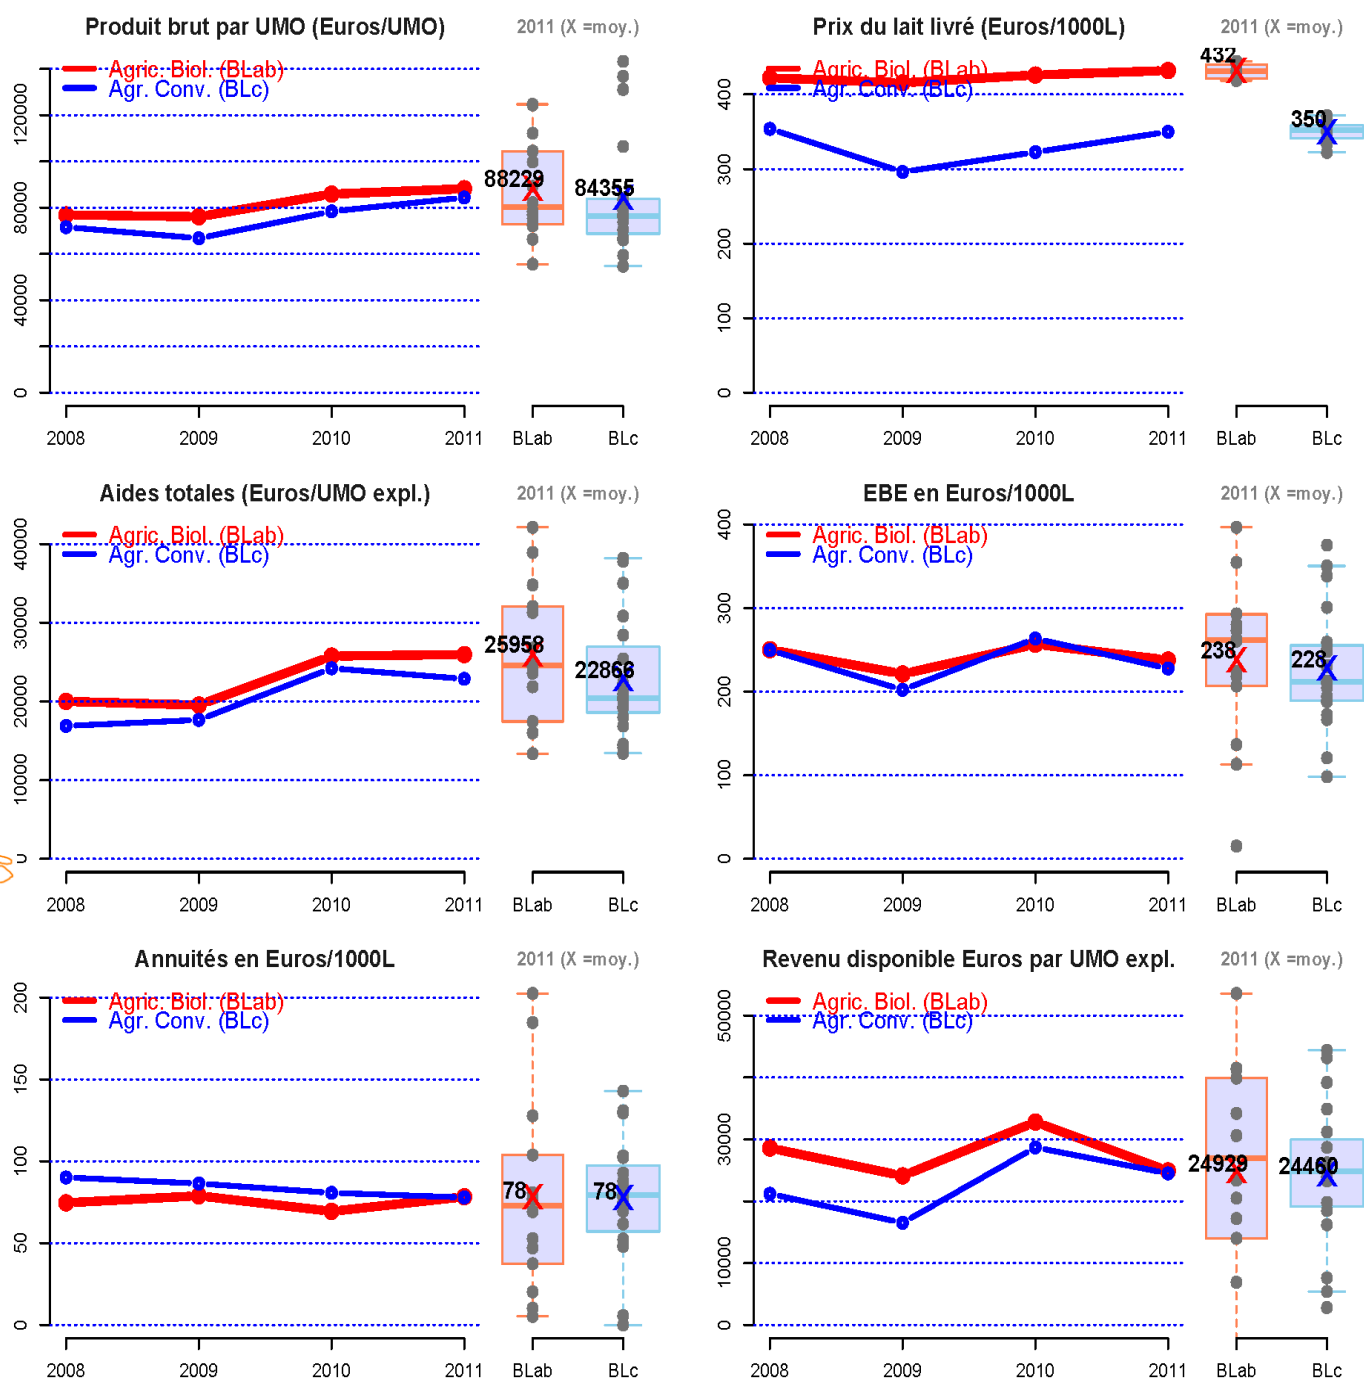 Produit brut par UMO (Euros/UMO)
2011 (X =moy.)
Agric. Biol. (BLab)
Agr. Conv. (BLc)
120000
80000
40000
0
88229
84355
2008
2009
2010
2011
BLab
BLc
Prix du lait livré (Euros/1000L)
2011 (X =moy.)
Agric. Biol. (BLab)
Agr. Conv. (BLc)
400
300
200
100
0
432
350
2008
2009
2010
2011
BLab
BLc
Aides totales (Euros/UMO expl.)
2011 (X =moy.)
Agric. Biol. (BLab)
Agr. Conv. (BLc)
40000
30000
20000
10000
0
25958
22866
2008
2009
2010
2011
BLab
BLc
EBE en Euros/1000L
2011 (X =moy.)
Agric. Biol. (BLab)
Agr. Conv. (BLc)
400
300
200
100
0
238
228
2008
2009
2010
2011
BLab
BLc
Annuités en Euros/1000L
2011 (X =moy.)
Agric. Biol. (BLab)
Agr. Conv. (BLc)
200
150
100
50
0
78
78
2008
2009
2010
2011
BLab
BLc
Revenu disponible Euros par UMO expl.
2011 (X =moy.)
Agric. Biol. (BLab)
Agr. Conv. (BLc)
50000
30000
10000
0
24929
24460
2008
2009
2010
2011
BLab
BLc